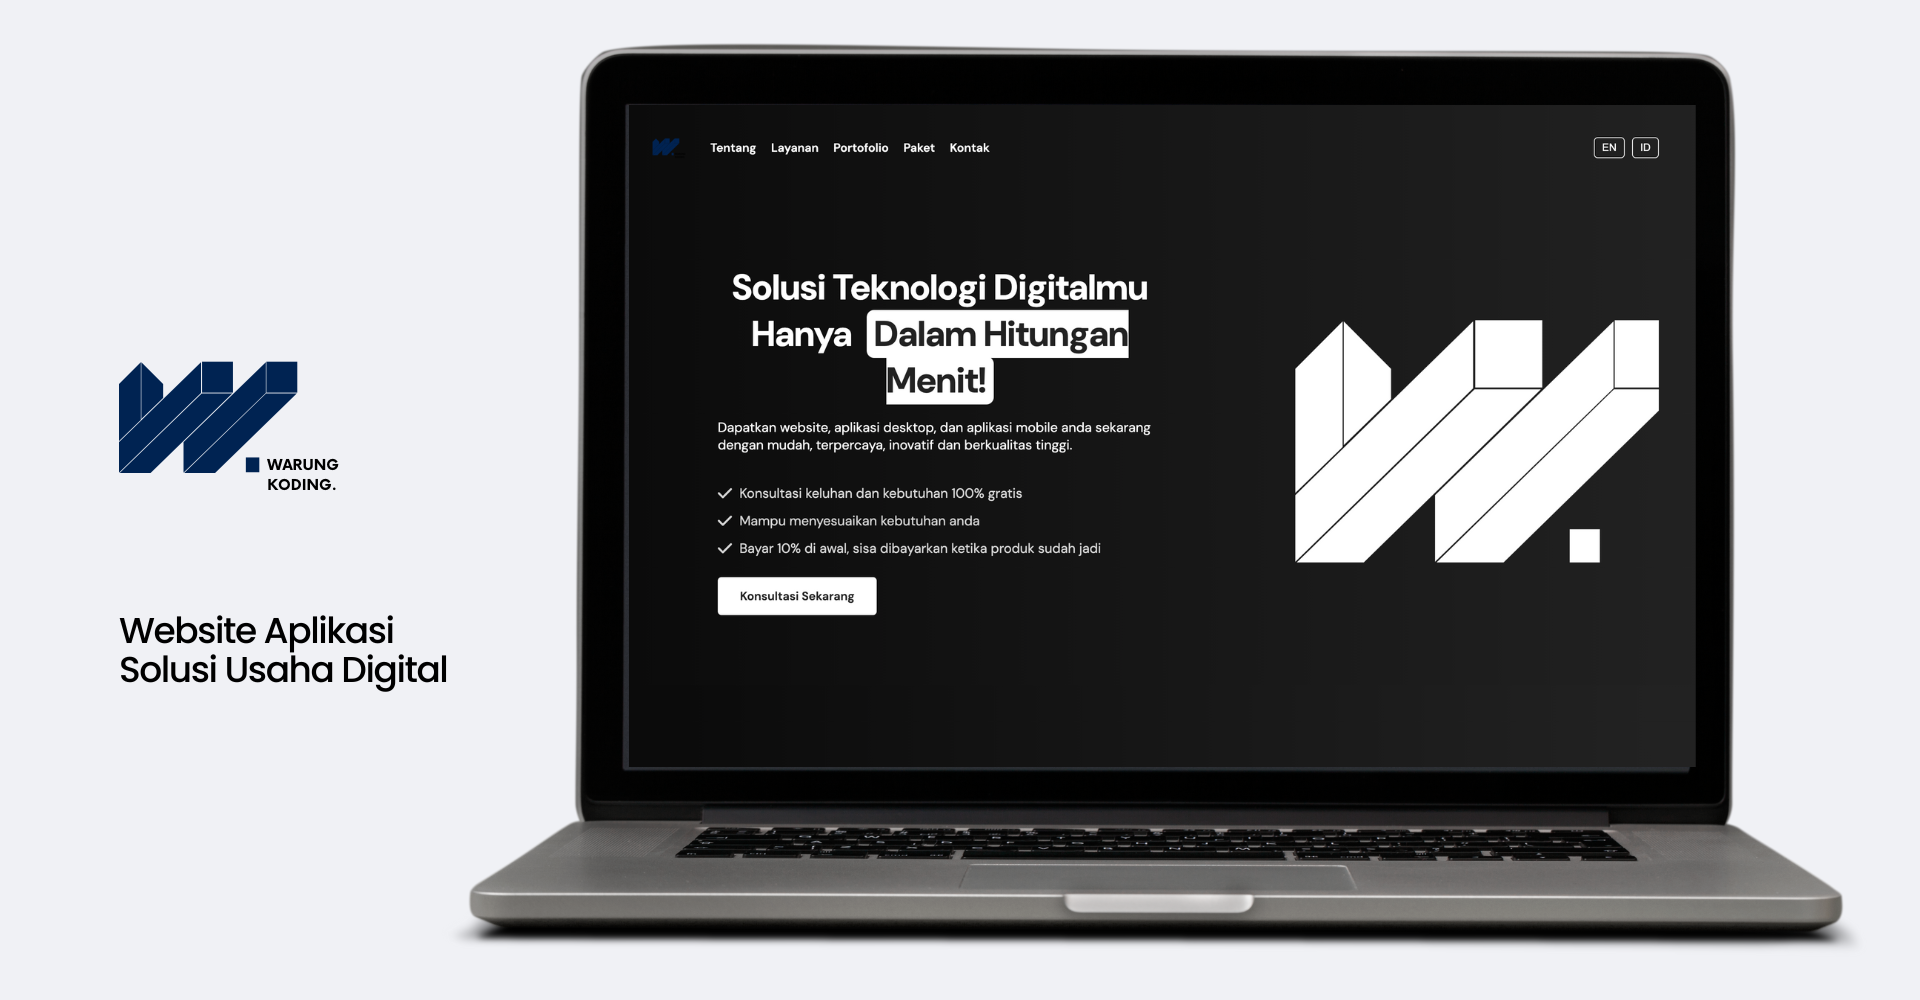 WARUNG
KODING.
Website Aplikasi
Solusi Usaha Digital
Tentang Layanan Portofolio Paket Kontak
EN ID
Solusi Teknologi Digitalmu
Hanya Dalam Hitungan
Menit!
Dapatkan website, aplikasi desktop, dan aplikasi mobile anda sekarang
dengan mudah, terpercaya, inovatif dan berkualitas tinggi.
Konsultasi keluhan dan kebutuhan 100% gratis
Mampu menyesuaikan kebutuhan anda
Bayar 10% di awal, sisa dibayarkan ketika produk sudah jadi
Konsultasi Sekarang